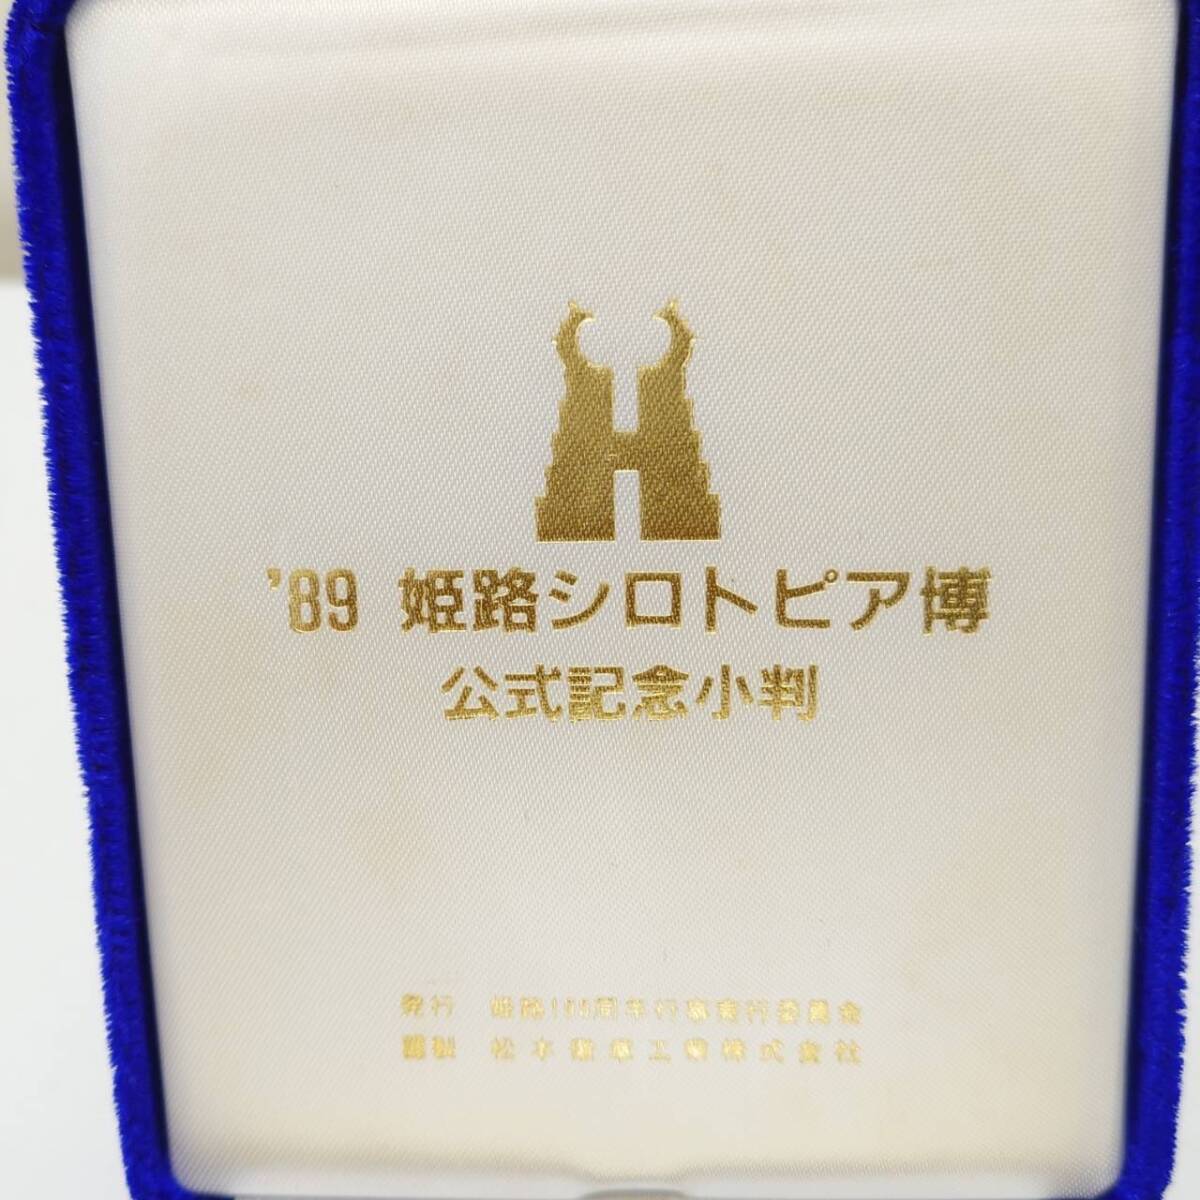 '89 姫路シロトピア博
公式記念小判
発行 姫路100周年行事実行委員会
謹製 松本徽章工業株式会社